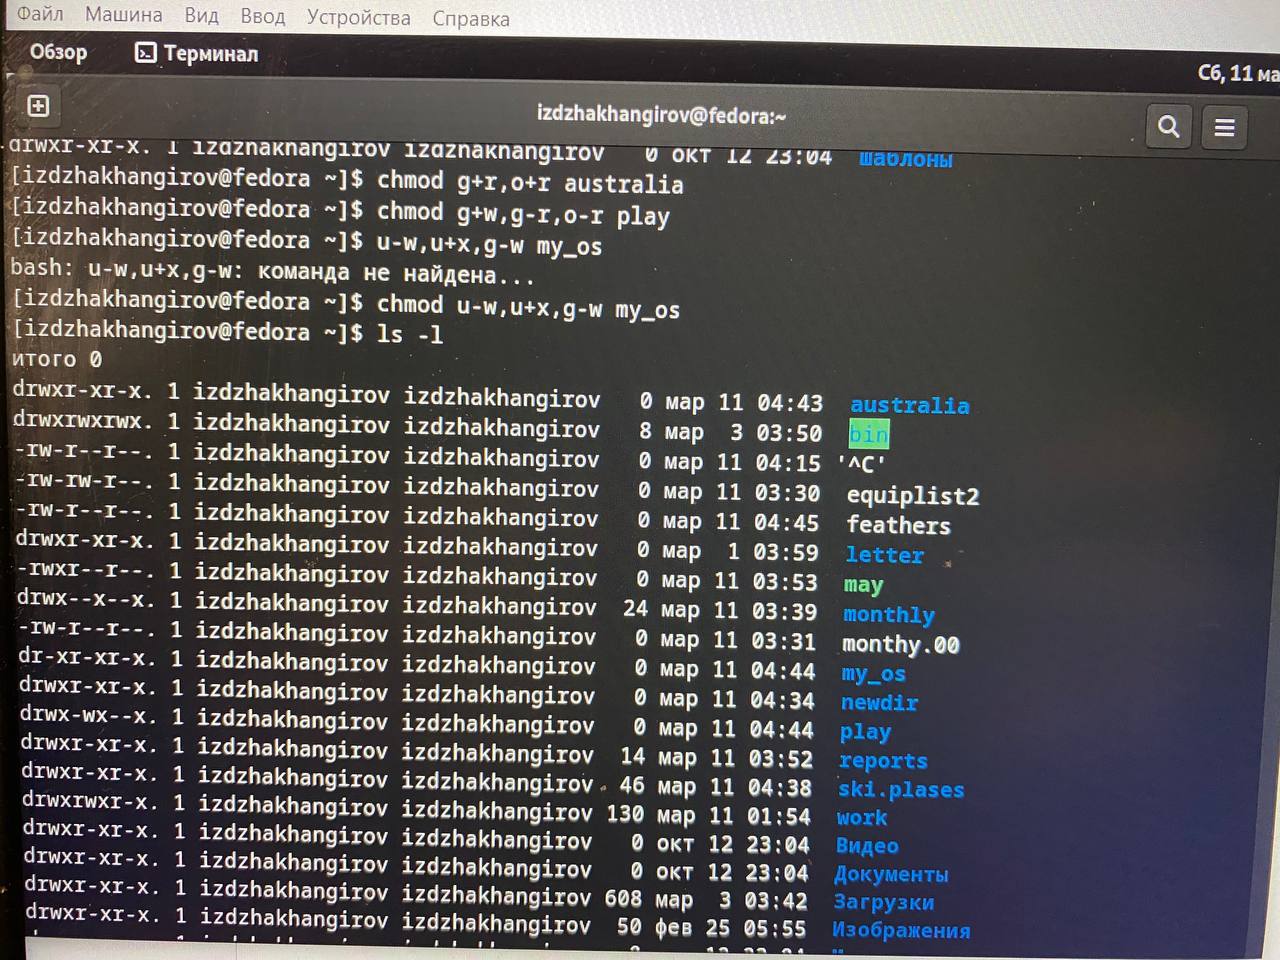 Файл Машина Вид Ввод Устройства Справка
Обзор Терминал
Сб, 11 ма
izdzhakhangirov@fedora:~
drwxr-xr-x. 1 izdzhakhangirov izdzhakhangirov 0 окт 12 23:04 Шаблоны
[izdzhakhangirov@fedora ~]$ chmod g+r,o+r australia
[izdzhakhangirov@fedora ~]$ chmod g+w,g-r,o-r play
[izdzhakhangirov@fedora ~]$ u-w,u+x,g-w my_os
bash: u-w,u+x,g-w: команда не найдена...
[izdzhakhangirov@fedora ~]$ chmod u-w,u+x,g-w my_os
[izdzhakhangirov@fedora ~]$ ls -l
итого 0
drwxr-xr-x. 1 izdzhakhangirov izdzhakhangirov 0 мар 11 04:43 australia
drwxrwxrwx. 1 izdzhakhangirov izdzhakhangirov 8 мар 3 03:50 bin
-rw-r--r--. 1 izdzhakhangirov izdzhakhangirov 0 мар 11 04:15 '^C'
-rw-rw-r--. 1 izdzhakhangirov izdzhakhangirov 0 мар 11 03:30 equiplist2
-rw-r--r--. 1 izdzhakhangirov izdzhakhangirov 0 мар 11 04:45 feathers
drwxr-xr-x. 1 izdzhakhangirov izdzhakhangirov 0 мар 1 03:59 letter
-rwxr--r--. 1 izdzhakhangirov izdzhakhangirov 0 мар 11 03:53 may
drwx--x--x. 1 izdzhakhangirov izdzhakhangirov 24 мар 11 03:39 monthly
-rw-r--r--. 1 izdzhakhangirov izdzhakhangirov 0 мар 11 03:31 monthy.00
dr-xr-xr-x. 1 izdzhakhangirov izdzhakhangirov 0 мар 11 04:44 my_os
drwxr-xr-x. 1 izdzhakhangirov izdzhakhangirov 0 мар 11 04:34 newdir
drwx-wx--x. 1 izdzhakhangirov izdzhakhangirov 0 мар 11 04:44 play
drwxr-xr-x. 1 izdzhakhangirov izdzhakhangirov 14 мар 11 03:52 reports
drwxr-xr-x. 1 izdzhakhangirov izdzhakhangirov 46 мар 11 04:38 ski.plases
drwxrwxr-x. 1 izdzhakhangirov izdzhakhangirov 130 мар 11 01:54 work
drwxr-xr-x. 1 izdzhakhangirov izdzhakhangirov 0 окт 12 23:04 Видео
drwxr-xr-x. 1 izdzhakhangirov izdzhakhangirov 0 окт 12 23:04 Документы
drwxr-xr-x. 1 izdzhakhangirov izdzhakhangirov 608 мар 3 03:42 Загрузки
drwxr-xr-x. 1 izdzhakhangirov izdzhakhangirov 50 фев 25 05:55 Изображения